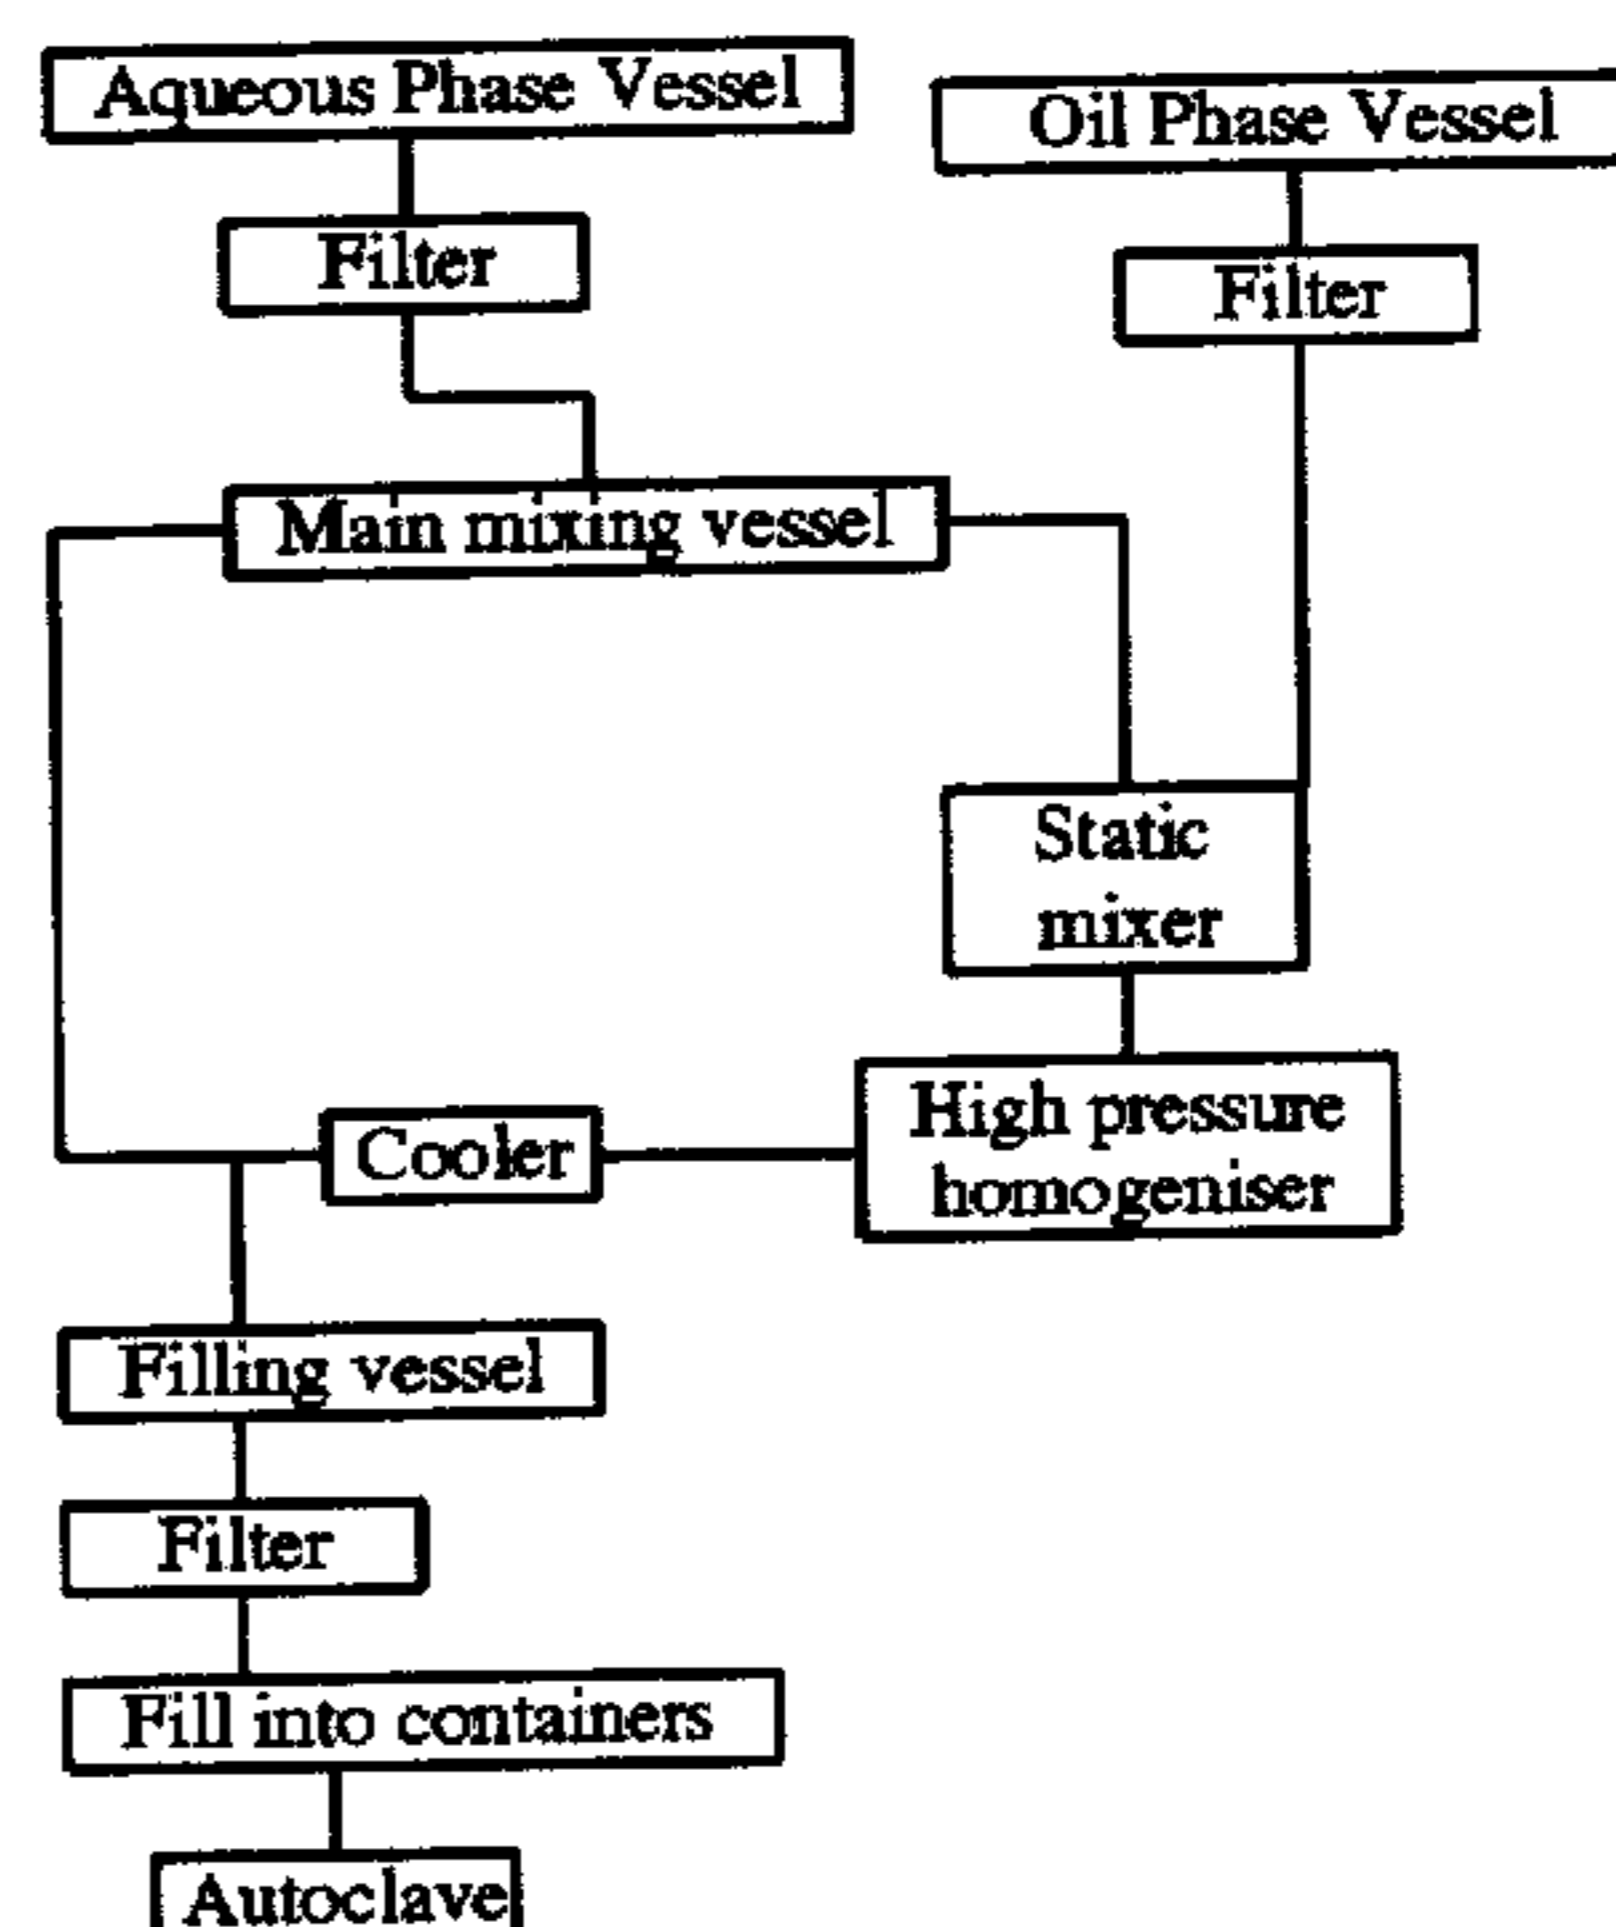 Aqueous Phase Vessel
Oil Phase Vessel
Filter
Filter
Main mixing vessel
Static
mixer
High pressure
homogeniser
Cooler
Filling vessel
Filter
Fill into containers
Autoclave